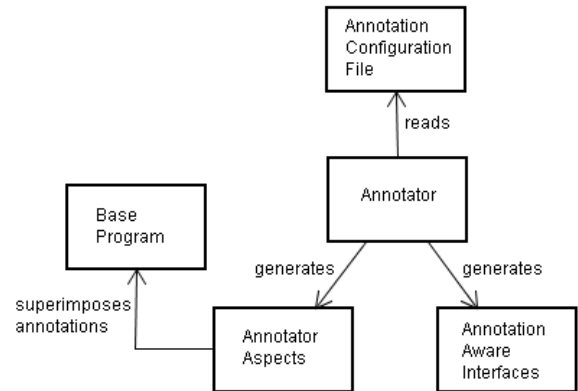 Annotation
Configuration
File
reads
Annotator
Base
Program
generates
generates
superimposes
annotations
Annotator
Aspects
Annotation
Aware
Interfaces